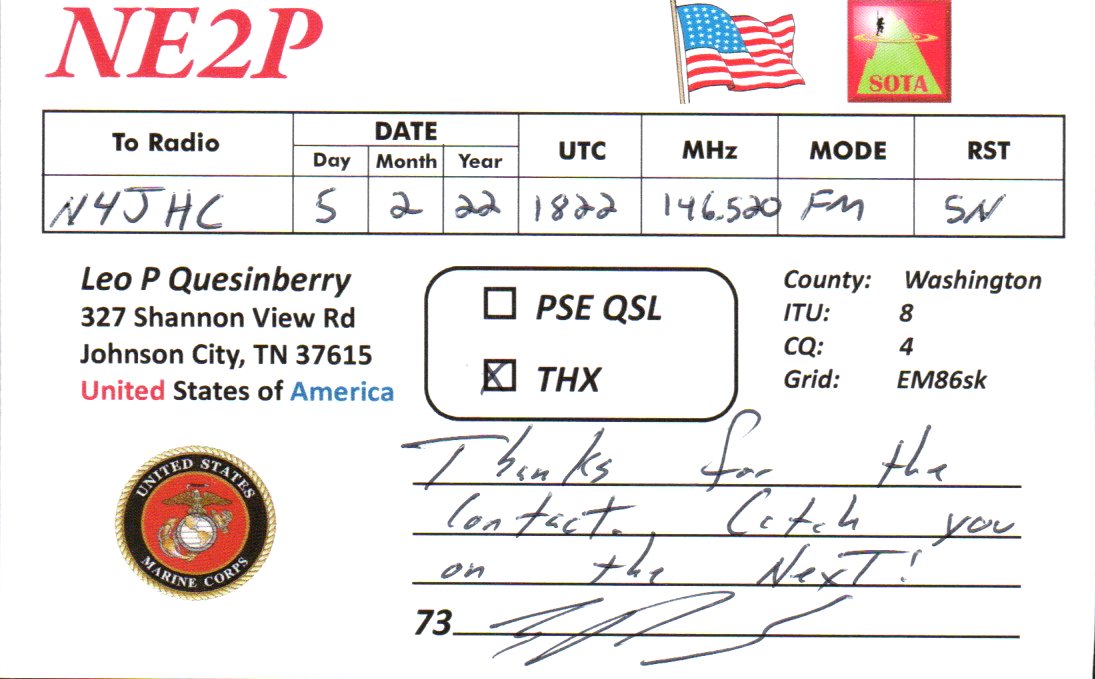 NE2P
SOTA
To Radio DATE UTC MHz MODE RST
Day Month Year
N4JHC 5 2 22 1822 146.520 FM 5N
Leo P Quesinberry
327 Shannon View Rd
Johnson City, TN 37615
United States of America
PSE QSL
THX
County: Washington
ITU: 8
CQ: 4
Grid: EM86sk
UNITED STATES
MARINE CORPS
Thanks for the
Contact. Catch you
on the NexT!
73